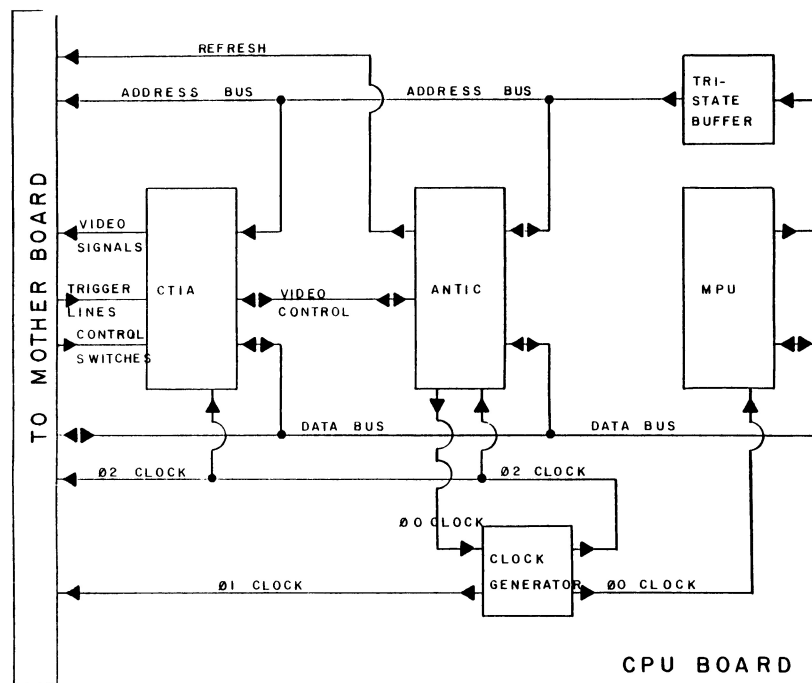 REFRESH
ADDRESS BUS
ADDRESS BUS
TRI-
STATE
BUFFER
TO MOTHER BOARD
VIDEO
SIGNALS
TRIGGER
LINES
CONTROL
SWITCHES
CTIA
VIDEO
CONTROL
ANTIC
MPU
DATA BUS
DATA BUS
Ø2 CLOCK
Ø2 CLOCK
ØO CLOCK
CLOCK
GENERATOR
Ø1 CLOCK
ØO CLOCK
CPU BOARD